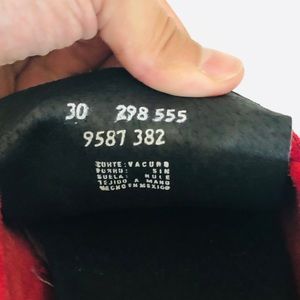 30 298 555
9587 382
CORTE: VACUNO
FORRO: SIN
SUELA: HULE
TEJIDO A MANO
HECHO EN MEXICO